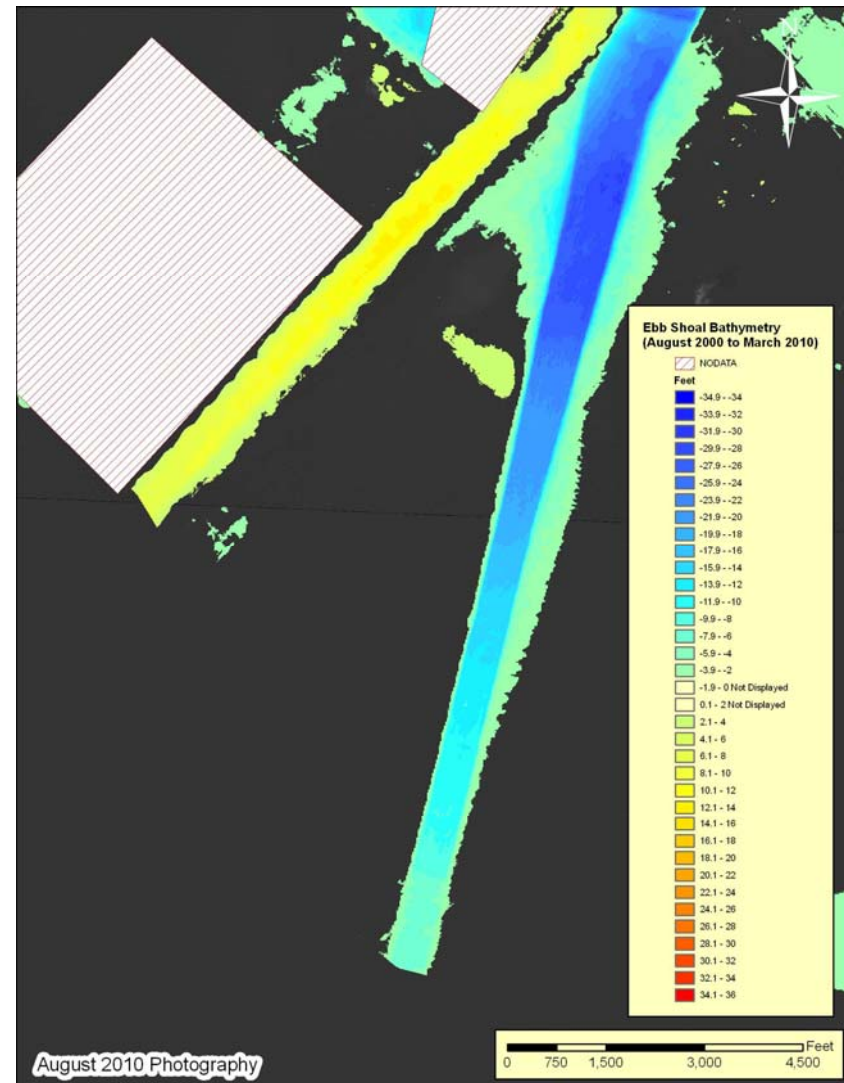 N
Ebb Shoal Bathymetry
(August 2000 to March 2010)
NODATA
Feet
-34.9 - -34
-33.9 - -32
-31.9 - -30
-29.9 - -28
-27.9 - -26
-25.9 - -24
-23.9 - -22
-21.9 - -20
-19.9 - -18
-17.9 - -16
-15.9 - -14
-13.9 - -12
-11.9 - -10
-9.9 - -8
-7.9 - -6
-5.9 - -4
-3.9 - -2
-1.9 - 0 Not Displayed
0.1 - 2 Not Displayed
2.1 - 4
4.1 - 6
6.1 - 8
8.1 - 10
10.1 - 12
12.1 - 14
14.1 - 16
16.1 - 18
18.1 - 20
20.1 - 22
22.1 - 24
24.1 - 26
26.1 - 28
28.1 - 30
30.1 - 32
32.1 - 34
34.1 - 36
Feet
0 750 1,500 3,000 4,500
August 2010 Photography